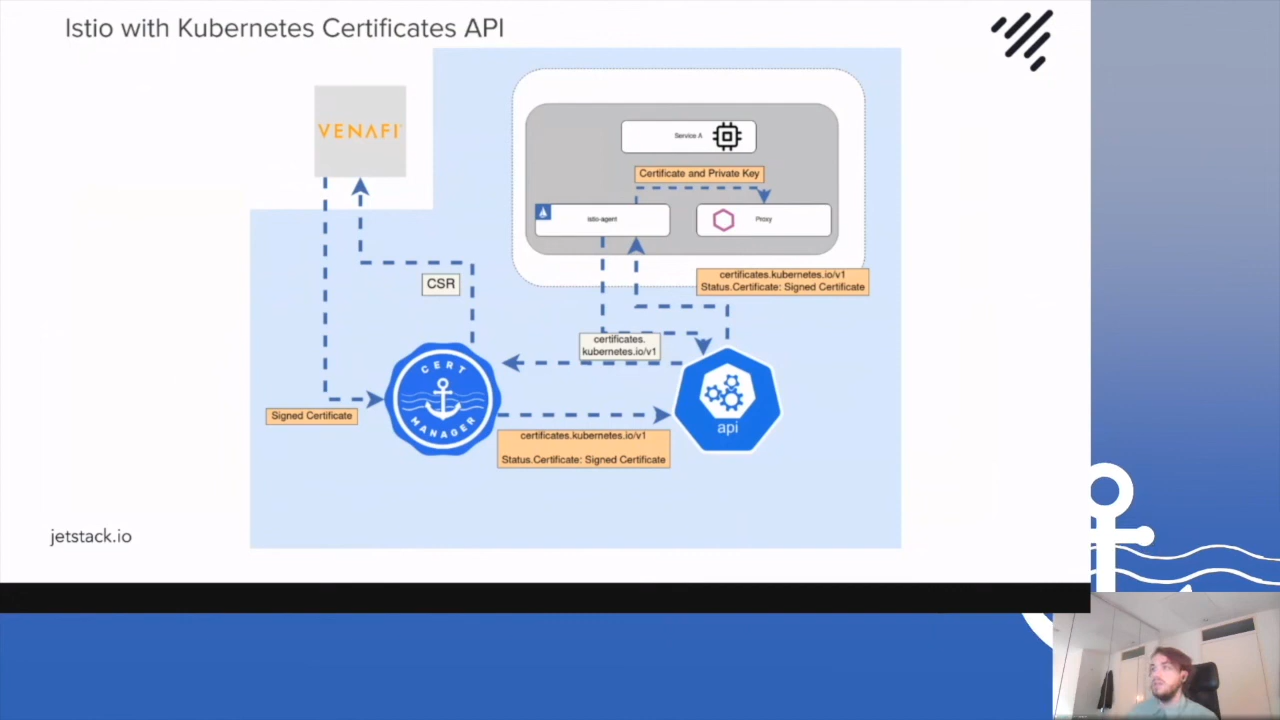 Istio with Kubernetes Certificates API
VENAFI
Service A
Certificate and Private Key
istio-agent
Proxy
certificates.kubernetes.io/v1
Status.Certificate: Signed Certificate
CSR
certificates.
kubernetes.io/v1
CERT
MANAGER
api
Signed Certificate
certificates.kubernetes.io/v1
Status.Certificate: Signed Certificate
jetstack.io